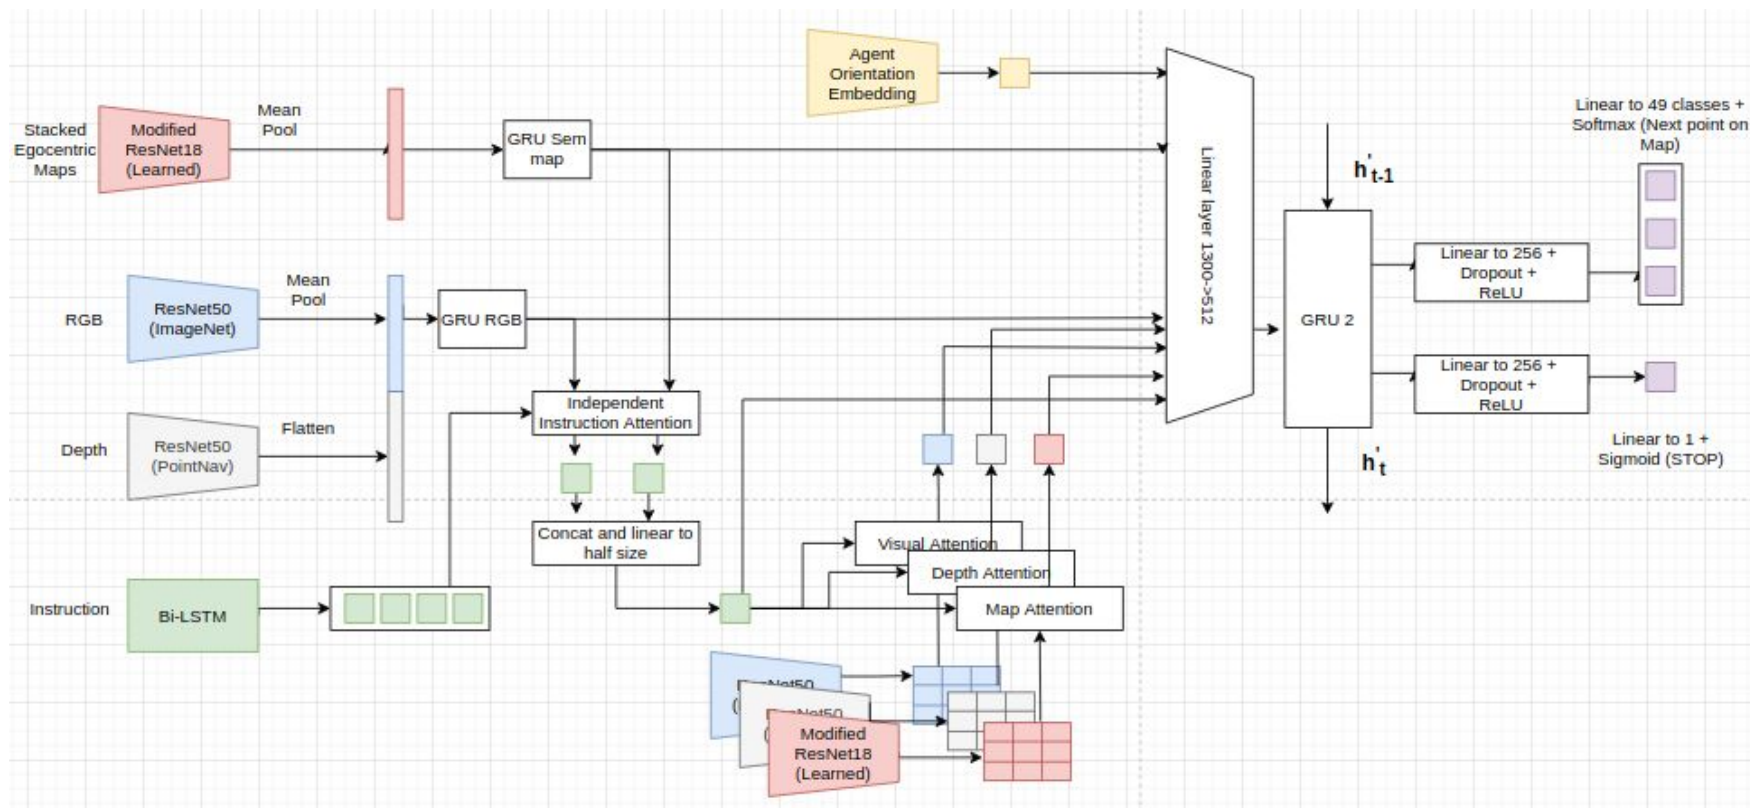 Agent
Orientation
Embedding
Stacked
Egocentric
Maps
Modified
ResNet18
(Learned)
Mean
Pool
GRU Sem
map
Linear layer 1300->512
h't-1
Linear to 49 classes +
Softmax (Next point on
Map)
RGB
ResNet50
(ImageNet)
Mean
Pool
GRU RGB
GRU 2
Linear to 256 +
Dropout +
ReLU
Linear to 256 +
Dropout +
ReLU
Depth
ResNet50
(PointNav)
Flatten
Independent
Instruction Attention
h't
Linear to 1 +
Sigmoid (STOP)
Concat and linear to
half size
Visual Attention
Depth Attention
Map Attention
Instruction
Bi-LSTM
ResNet50
(
ResNet50
(
Modified
ResNet18
(Learned)